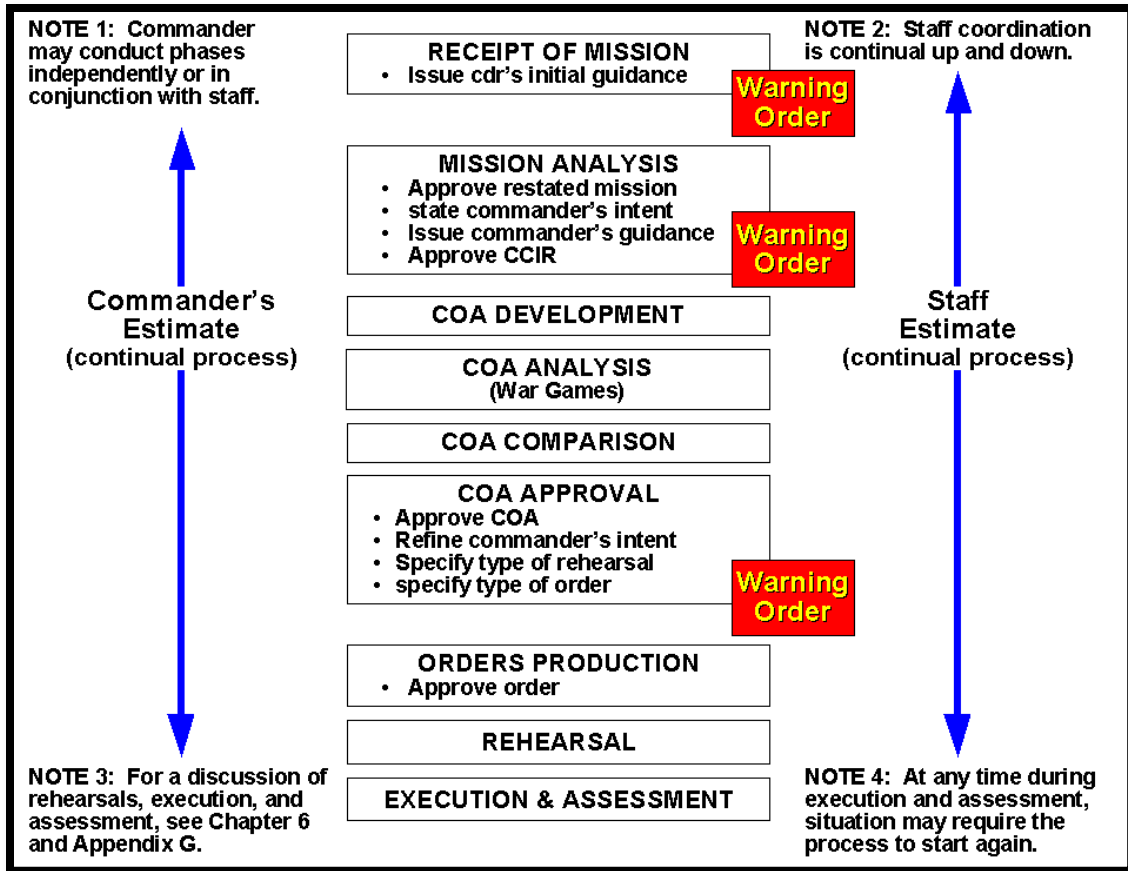 NOTE 1: Commander
may conduct phases
independently or in
conjunction with staff.
RECEIPT OF MISSION
• Issue cdr's initial guidance
Warning
Order
NOTE 2: Staff coordination
is continual up and down.
MISSION ANALYSIS
• Approve restated mission
• state commander's intent
• Issue commander's guidance
• Approve CCIR
Warning
Order
Commander's
Estimate
(continual process)
COA DEVELOPMENT
Staff
Estimate
(continual process)
COA ANALYSIS
(War Games)
COA COMPARISON
COA APPROVAL
• Approve COA
• Refine commander's intent
• Specify type of rehearsal
• specify type of order
Warning
Order
ORDERS PRODUCTION
• Approve order
REHEARSAL
EXECUTION & ASSESSMENT
NOTE 3: For a discussion of
rehearsals, execution, and
assessment, see Chapter 6
and Appendix G.
NOTE 4: At any time during
execution and assessment,
situation may require the
process to start again.